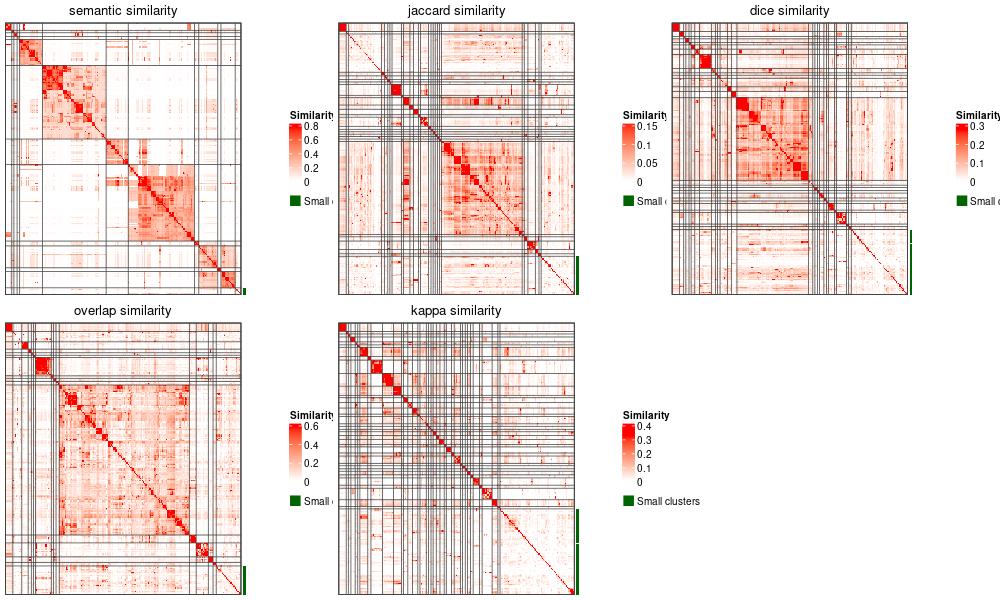 semantic similarity
Similarity
0.8
0.6
0.4
0.2
0
Small
jaccard similarity
Similarity
0.15
0.1
0.05
0
Small
dice similarity
Similarity
0.3
0.2
0.1
0
Small
overlap similarity
Similarity
0.6
0.4
0.2
0
Small
kappa similarity
Similarity
0.4
0.3
0.2
0.1
0
Small clusters